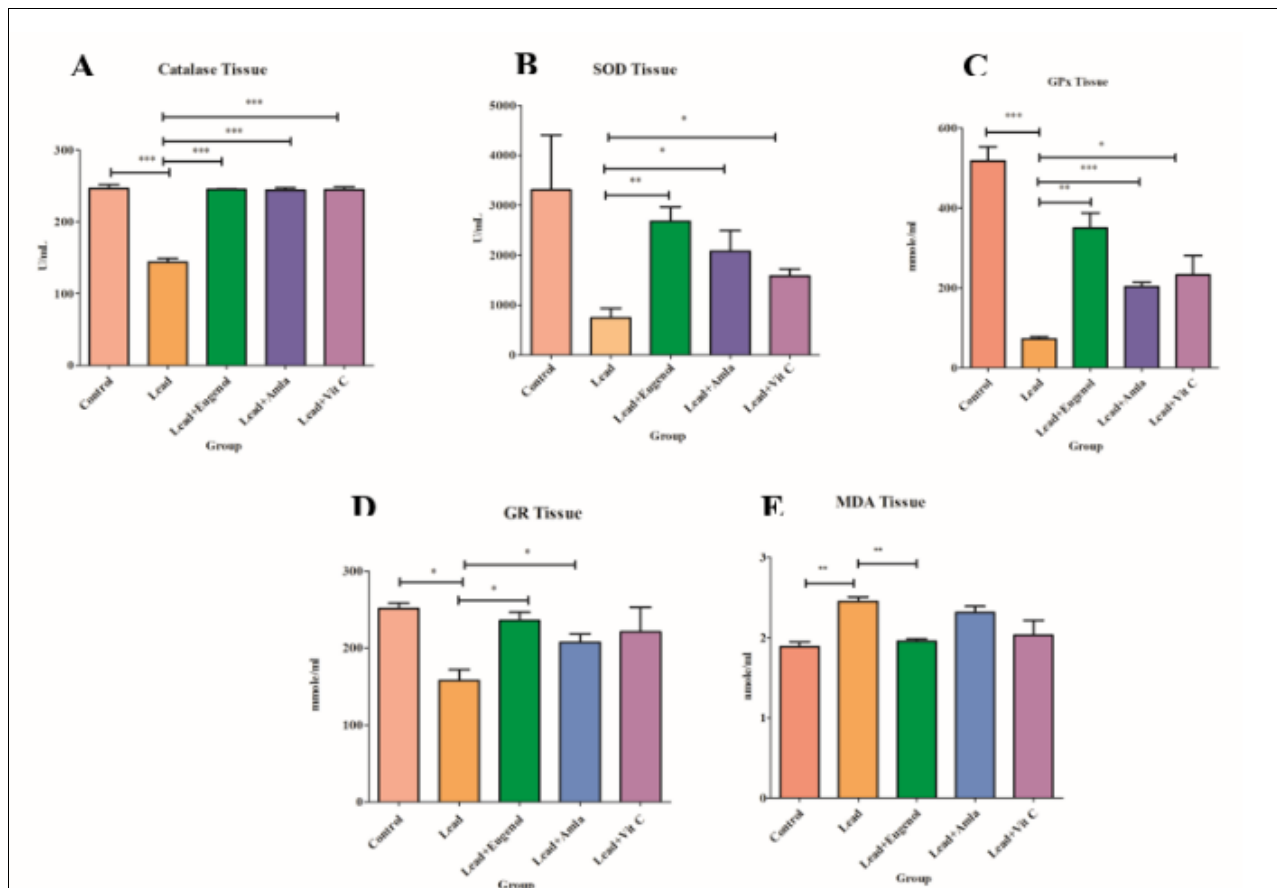 A
Catalase Tissue
***
***
***
***
300
200
100
0
U/mL
Control
Lead
Lead+Eugenol
Lead+Amla
Lead+Vit C
Group
B
SOD Tissue
*
*
**
5000
4000
3000
2000
1000
0
U/mL
Control
Lead
Lead+Eugenol
Lead+Amla
Lead+Vit C
Group
C
GPx Tissue
***
*
***
**
600
400
200
0
mmole/ml
Control
Lead
Lead+Eugenol
Lead+Amla
Lead+Vit C
Group
D
GR Tissue
*
*
*
300
200
100
0
mmole/ml
Control
Lead
Lead+Eugenol
Lead+Amla
Lead+Vit C
Group
E
MDA Tissue
**
**
3
2
1
0
nmole/ml
Control
Lead
Lead+Eugenol
Lead+Amla
Lead+Vit C
Group